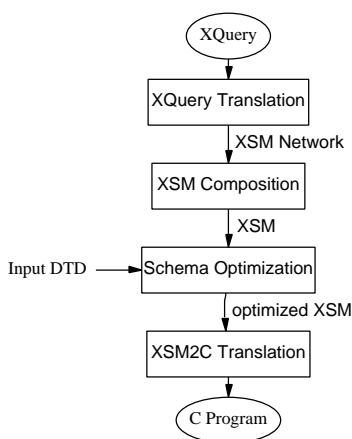 XQuery
XQuery Translation
XSM Network
XSM Composition
XSM
Input DTD
Schema Optimization
optimized XSM
XSM2C Translation
C Program